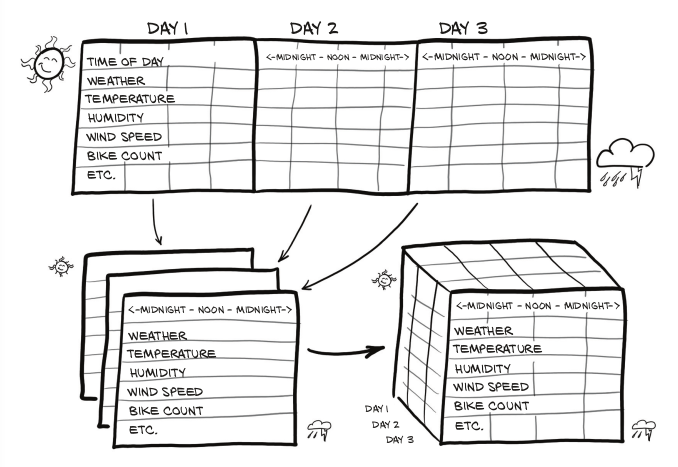 DAY 1 DAY 2 DAY 3
TIME OF DAY
<-MIDNIGHT - NOON - MIDNIGHT->
<-MIDNIGHT - NOON - MIDNIGHT->
WEATHER
TEMPERATURE
HUMIDITY
WIND SPEED
BIKE COUNT
ETC.
<-MIDNIGHT - NOON - MIDNIGHT->
WEATHER
TEMPERATURE
HUMIDITY
WIND SPEED
BIKE COUNT
ETC.
<-MIDNIGHT - NOON - MIDNIGHT->
WEATHER
TEMPERATURE
HUMIDITY
WIND SPEED
BIKE COUNT
ETC.
DAY 1
DAY 2
DAY 3